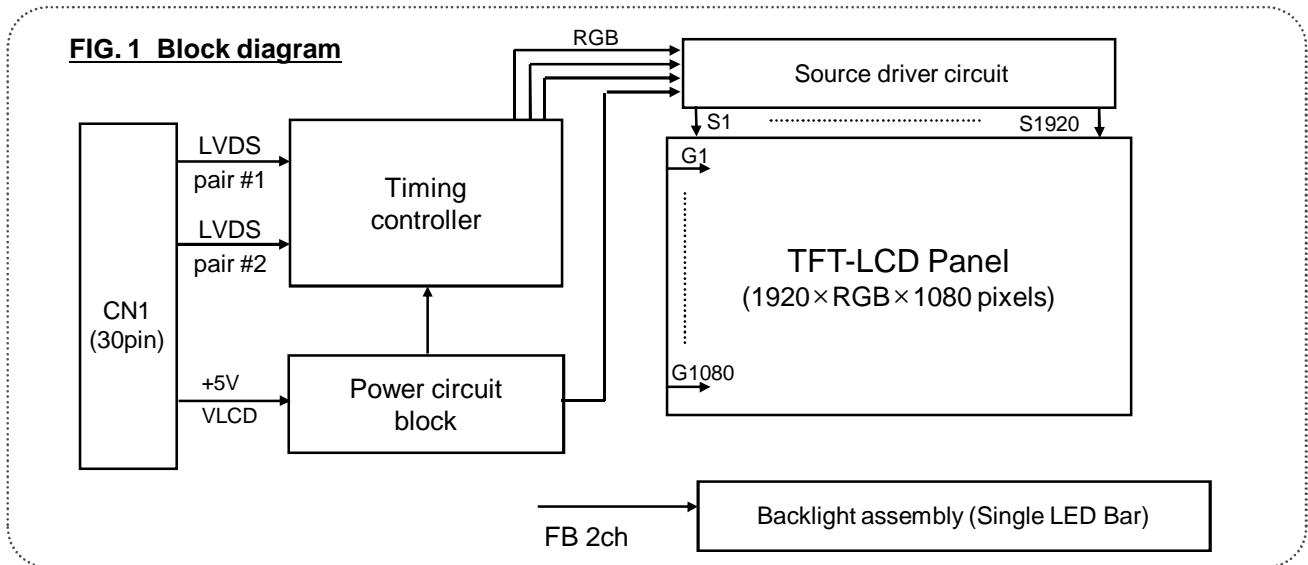 FIG. 1 Block diagram
RGB
Source driver circuit
S1
S1920
CN1
(30pin)
LVDS
pair #1
LVDS
pair #2
Timing
controller
G1
TFT-LCD Panel
(1920×RGB×1080 pixels)
G1080
+5V
VLCD
Power circuit
block
FB 2ch
Backlight assembly (Single LED Bar)